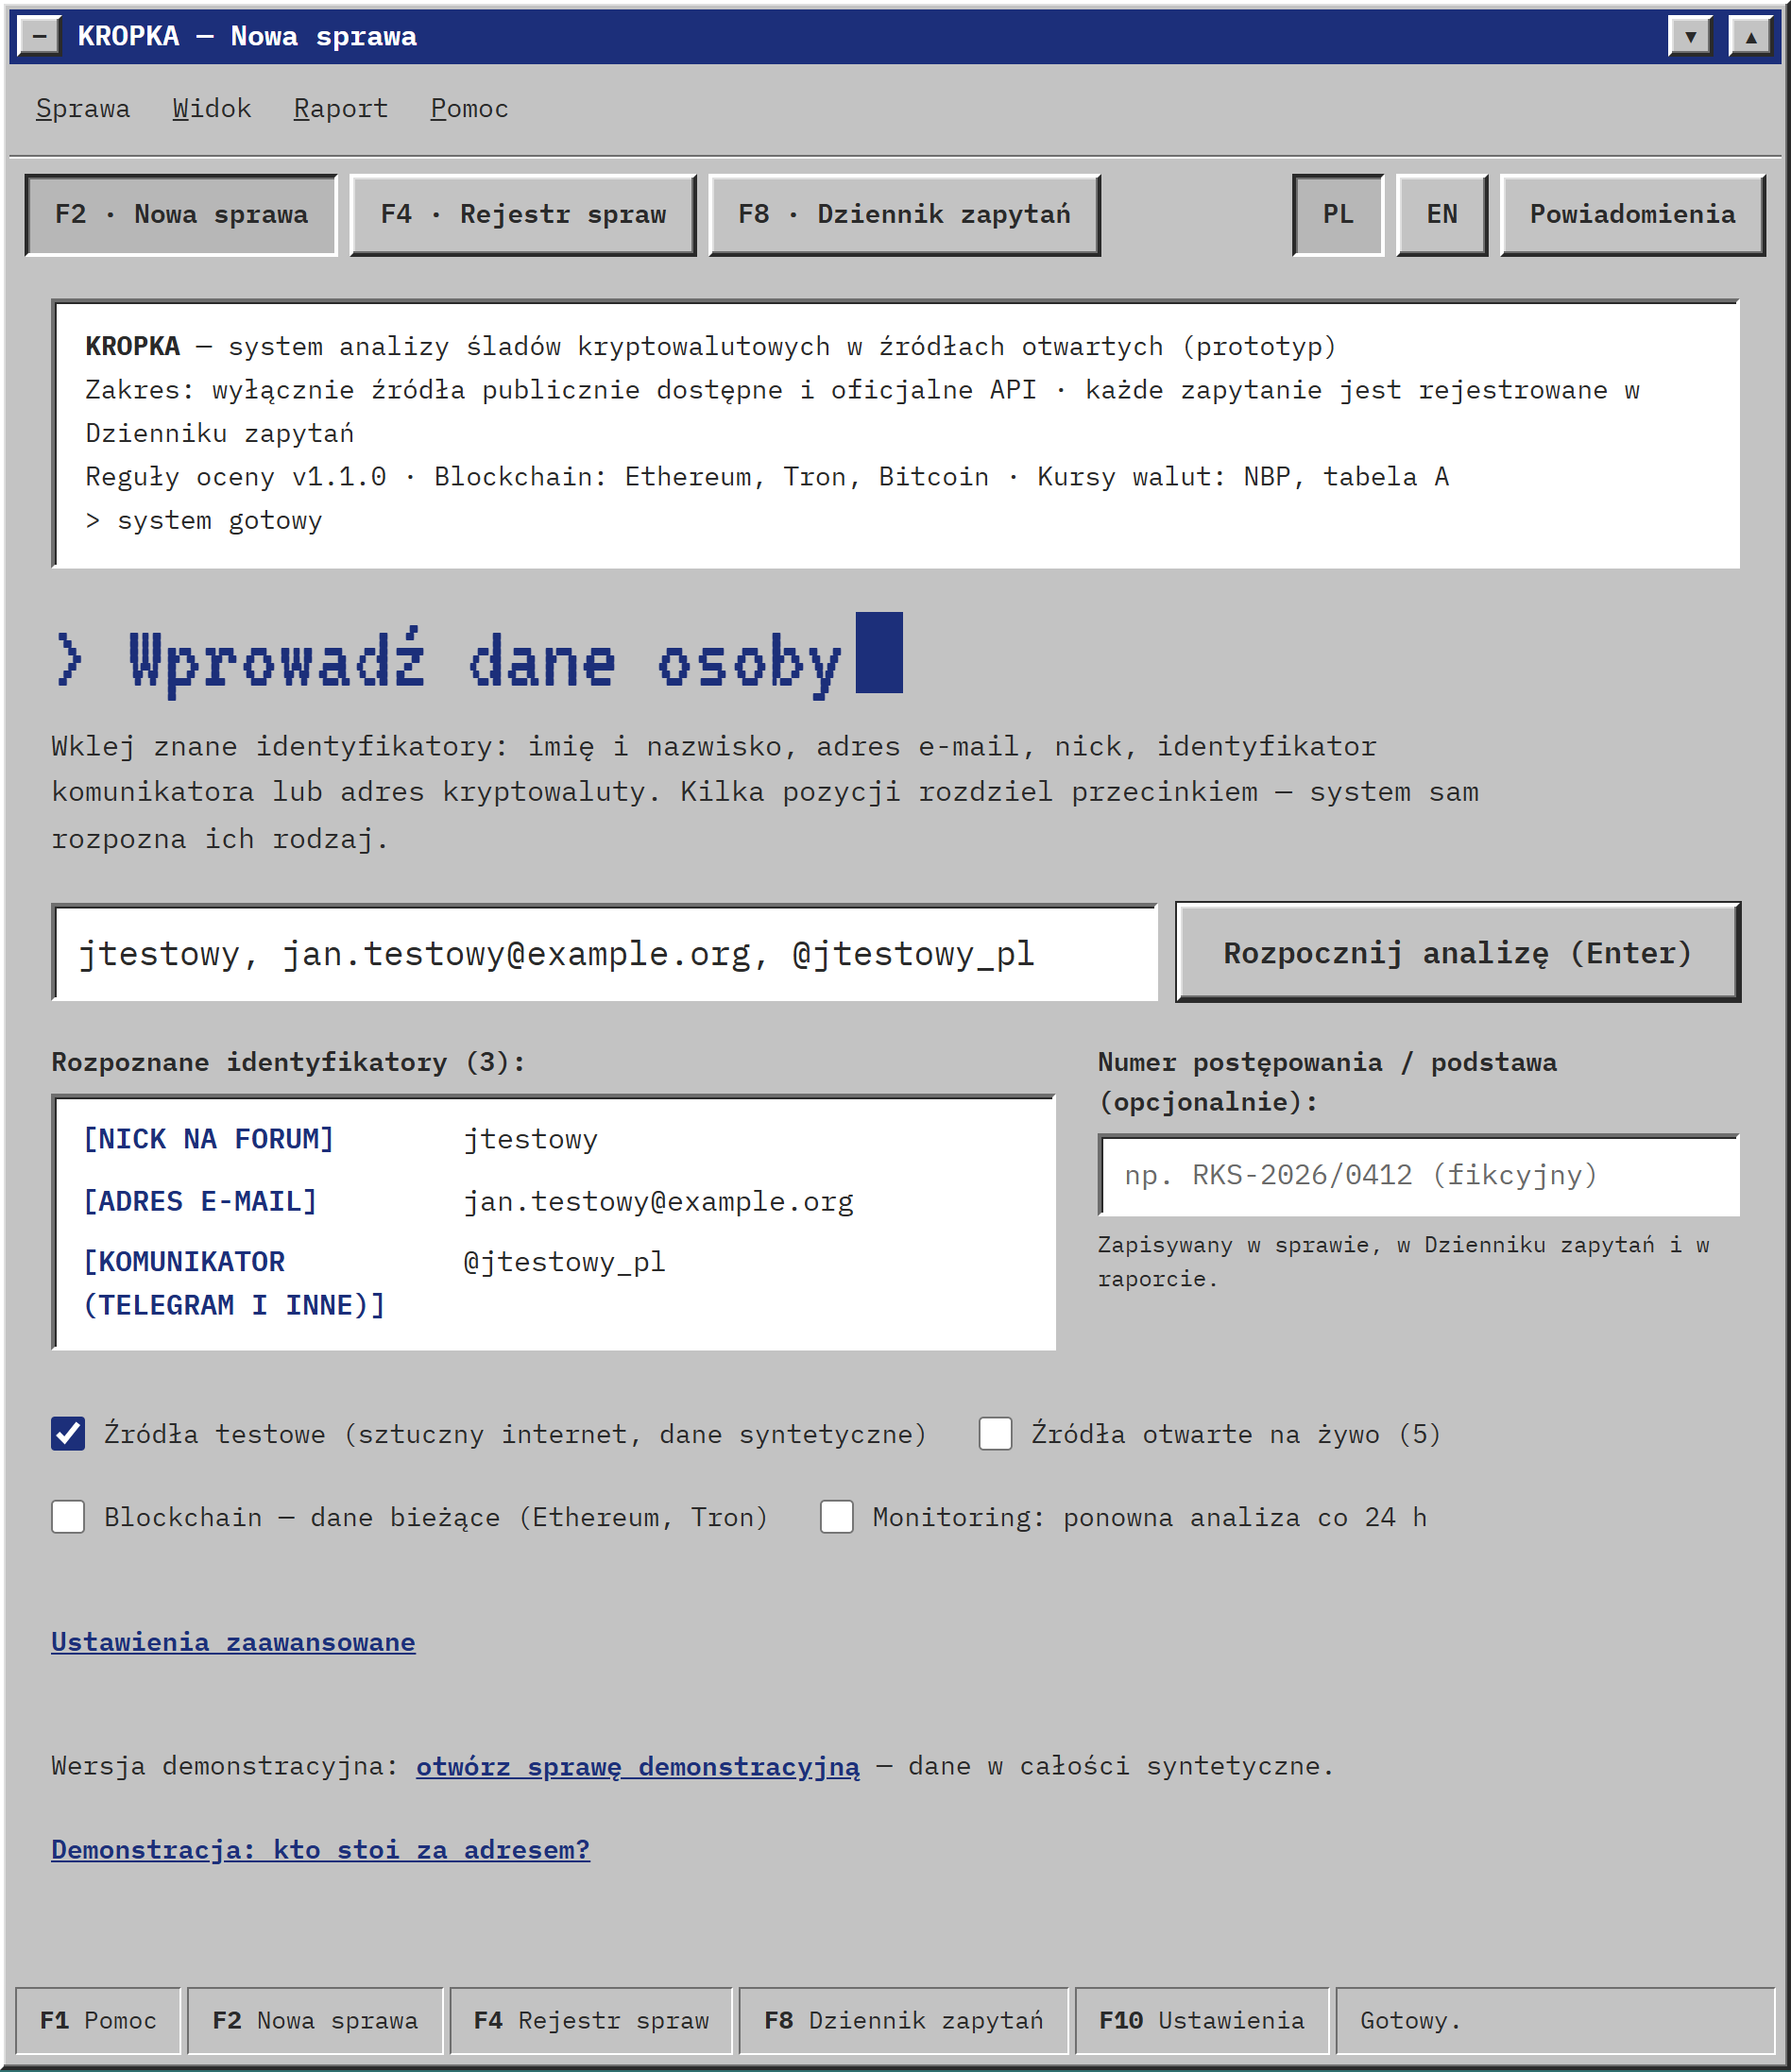 KROPKA — Nowa sprawa
Sprawa Widok Raport Pomoc
F2 · Nowa sprawa F4 · Rejestr spraw F8 · Dziennik zapytań PL EN Powiadomienia
KROPKA — system analizy śladów kryptowalutowych w źródłach otwartych (prototyp)
Zakres: wyłącznie źródła publicznie dostępne i oficjalne API · każde zapytanie jest rejestrowane w
Dzienniku zapytań
Reguły oceny v1.1.0 · Blockchain: Ethereum, Tron, Bitcoin · Kursy walut: NBP, tabela A
> system gotowy
> Wprowadź dane osoby
Wklej znane identyfikatory: imię i nazwisko, adres e-mail, nick, identyfikator
komunikatora lub adres kryptowaluty. Kilka pozycji rozdziel przecinkiem — system sam
rozpozna ich rodzaj.
jtestowy, jan.testowy@example.org, @jtestowy_pl
Rozpocznij analizę (Enter)
Rozpoznane identyfikatory (3):
[NICK NA FORUM] jtestowy
[ADRES E-MAIL] jan.testowy@example.org
[KOMUNIKATOR @jtestowy_pl
(TELEGRAM I INNE)]
Numer postępowania / podstawa
(opcjonalnie):
np. RKS-2026/0412 (fikcyjny)
Zapisywany w sprawie, w Dzienniku zapytań i w
raporcie.
Źródła testowe (sztuczny internet, dane syntetyczne) Źródła otwarte na żywo (5)
Blockchain — dane bieżące (Ethereum, Tron) Monitoring: ponowna analiza co 24 h
Ustawienia zaawansowane
Wersja demonstracyjna: otwórz sprawę demonstracyjną — dane w całości syntetyczne.
Demonstracja: kto stoi za adresem?
F1 Pomoc F2 Nowa sprawa F4 Rejestr spraw F8 Dziennik zapytań F10 Ustawienia Gotowy.